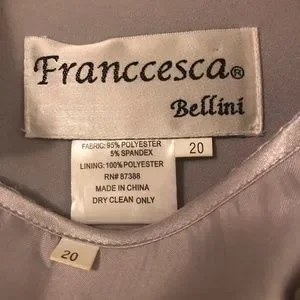 Franccesca®
Bellini
FABRIC: 95% POLYESTER
5% SPANDEX
LINING: 100% POLYESTER
RN# 87388
MADE IN CHINA
DRY CLEAN ONLY
20
20